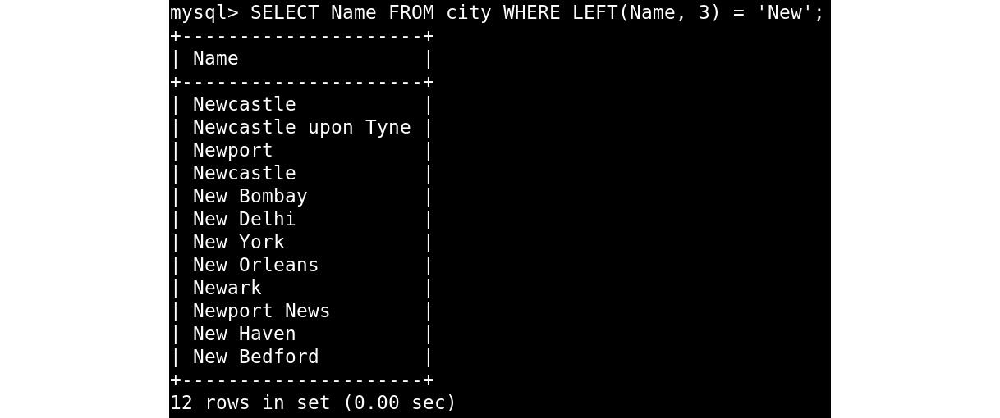 mysql> SELECT Name FROM city WHERE LEFT(Name, 3) = 'New';
+---------------------+
| Name                |
+---------------------+
| Newcastle           |
| Newcastle upon Tyne |
| Newport             |
| Newcastle           |
| New Bombay          |
| New Delhi           |
| New York            |
| New Orleans         |
| Newark              |
| Newport News        |
| New Haven           |
| New Bedford         |
+---------------------+
12 rows in set (0.00 sec)